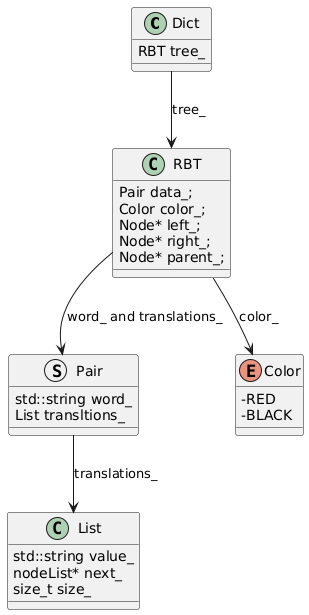 C Dict
RBT tree_
tree_
C RBT
Pair data_;
Color color_;
Node* left_;
Node* right_;
Node* parent_;
word_ and translations_
color_
S Pair
std::string word_
List transltions_
E Color
-RED
-BLACK
translations_
C List
std::string value_
nodeList* next_
size_t size_